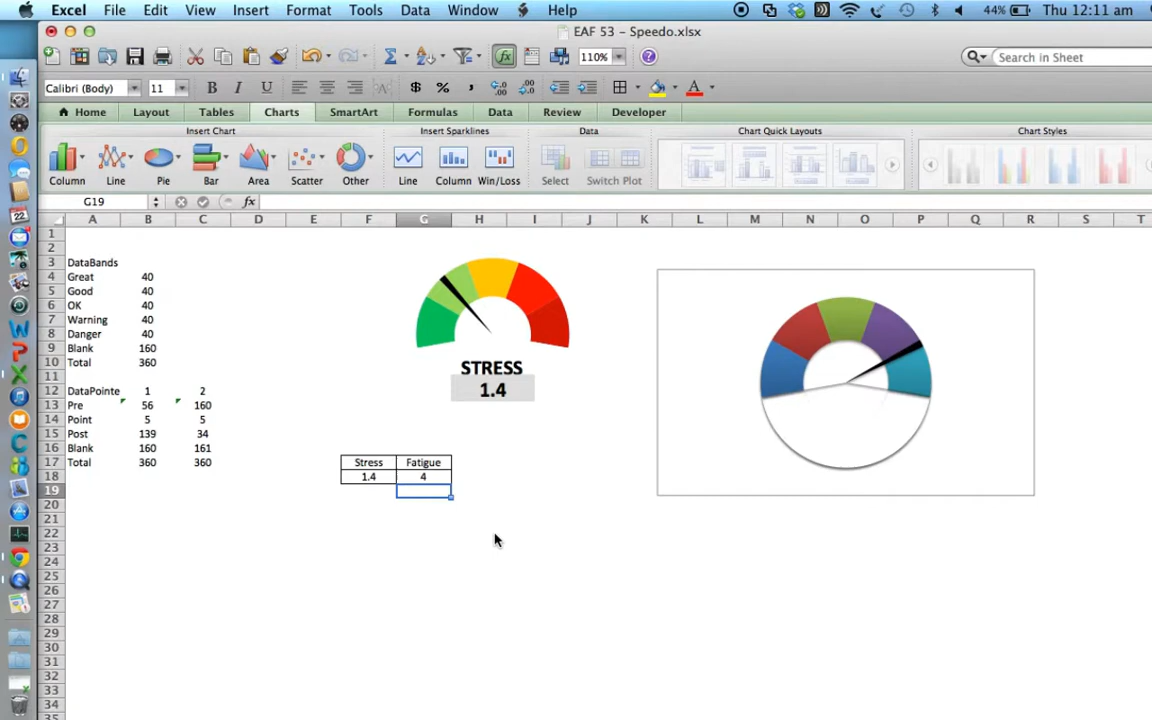 Excel File Edit View Insert Format Tools Data Window Help 44% Thu 12:11 am
EAF 53 – Speedo.xlsx
110% Search in Sheet
Calibri (Body) 11 B I U $ % A
Home Layout Tables Charts SmartArt Formulas Data Review Developer
Insert Chart Insert Sparklines Data Chart Quick Layouts Chart Styles
Column Line Pie Bar Area Scatter Other Line Column Win/Loss Select Switch Plot
G19 fx
A B C D E F G H I J K L M N O P Q R S T
1
2
3 DataBands
4 Great 40
5 Good 40
6 OK 40
7 Warning 40
8 Danger 40
9 Blank 160
10 Total 360
11
12 DataPointe 1 2
13 Pre 56 160
14 Point 5 5
15 Post 139 34
16 Blank 160 161
17 Total 360 360
18
19
20
21
22
23
24
25
26
27
28
29
30
31
32
33
34
35
STRESS
1.4
Stress Fatigue
1.4 4